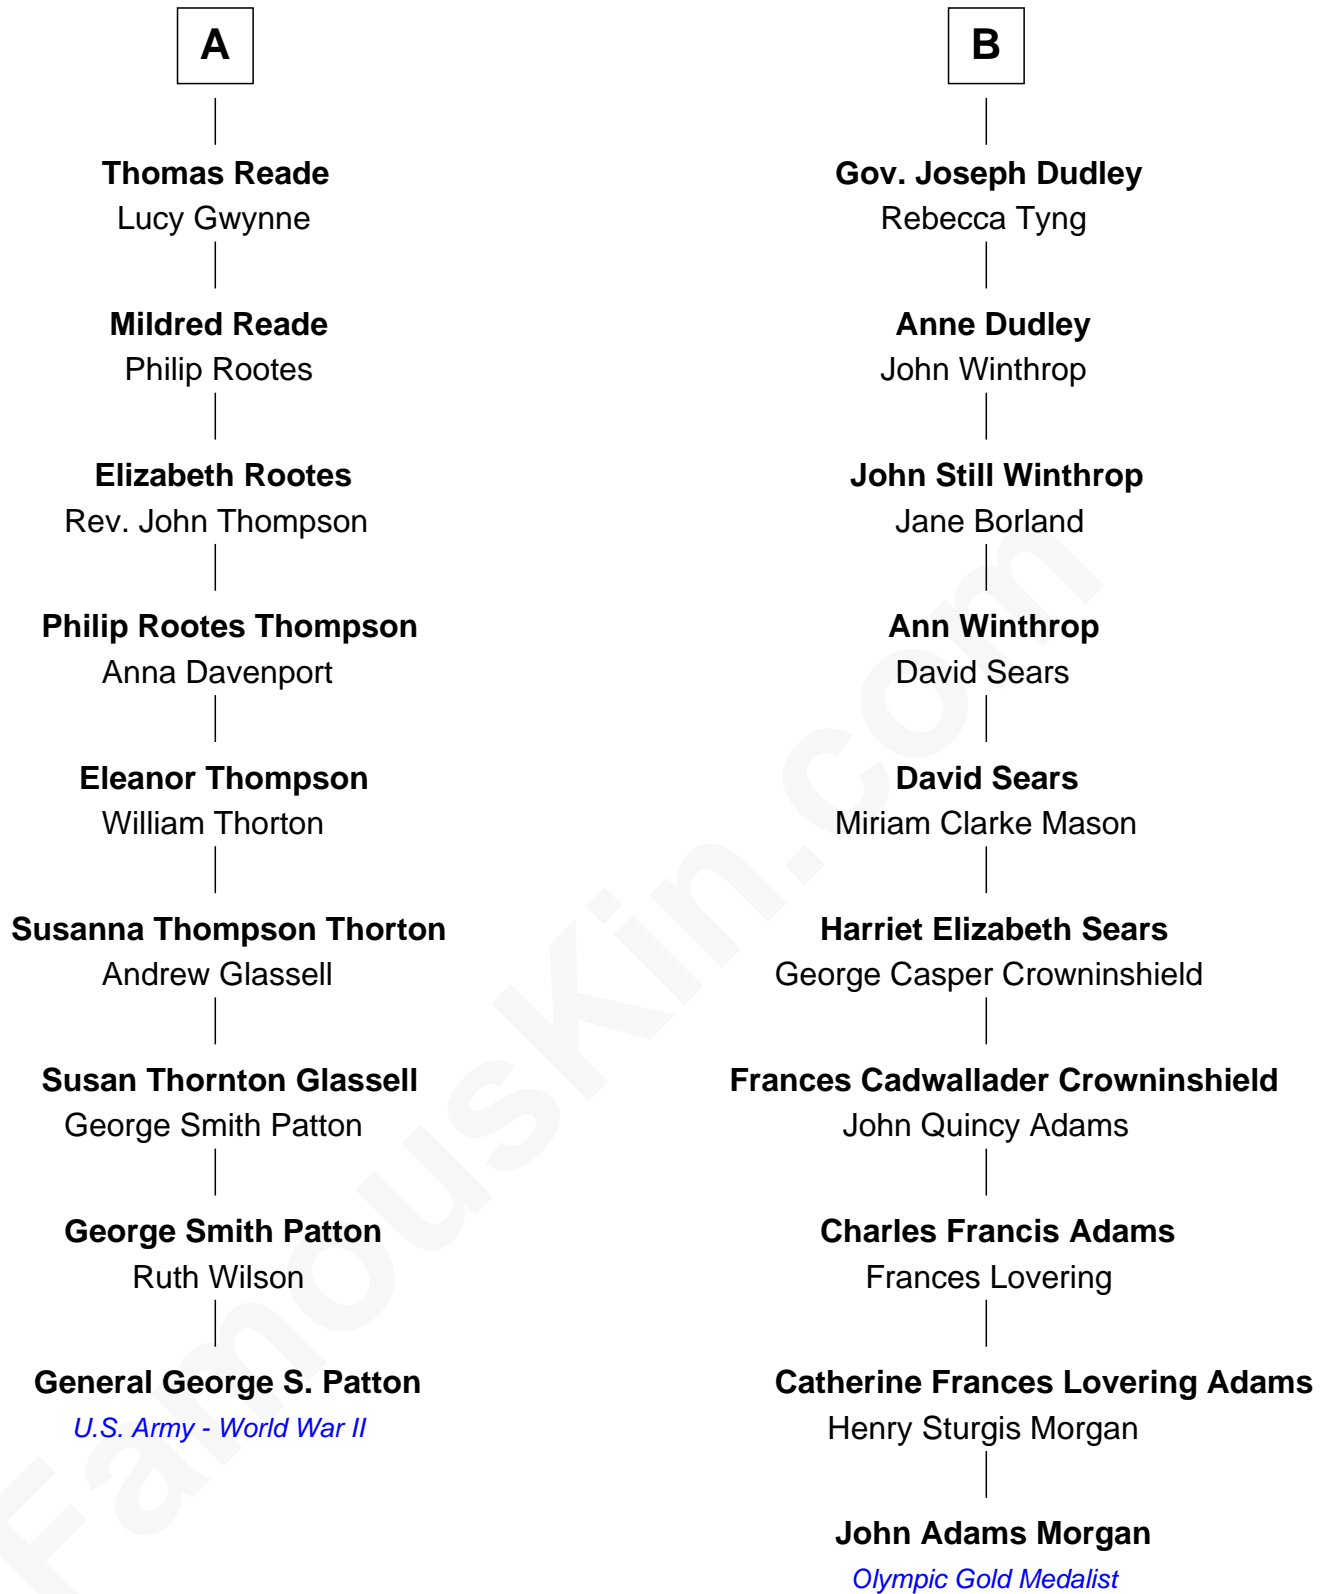 A
Thomas Reade
Lucy Gwynne
Mildred Reade
Philip Rootes
Elizabeth Rootes
Rev. John Thompson
Philip Rootes Thompson
Anna Davenport
Eleanor Thompson
William Thorton
Susanna Thompson Thorton
Andrew Glassell
Susan Thornton Glassell
George Smith Patton
George Smith Patton
Ruth Wilson
General George S. Patton
U.S. Army - World War II
B
Gov. Joseph Dudley
Rebecca Tyng
Anne Dudley
John Winthrop
John Still Winthrop
Jane Borland
Ann Winthrop
David Sears
David Sears
Miriam Clarke Mason
Harriet Elizabeth Sears
George Casper Crowninshield
Frances Cadwallader Crowninshield
John Quincy Adams
Charles Francis Adams
Frances Lovering
Catherine Frances Lovering Adams
Henry Sturgis Morgan
John Adams Morgan
Olympic Gold Medalist
FamousKin.com